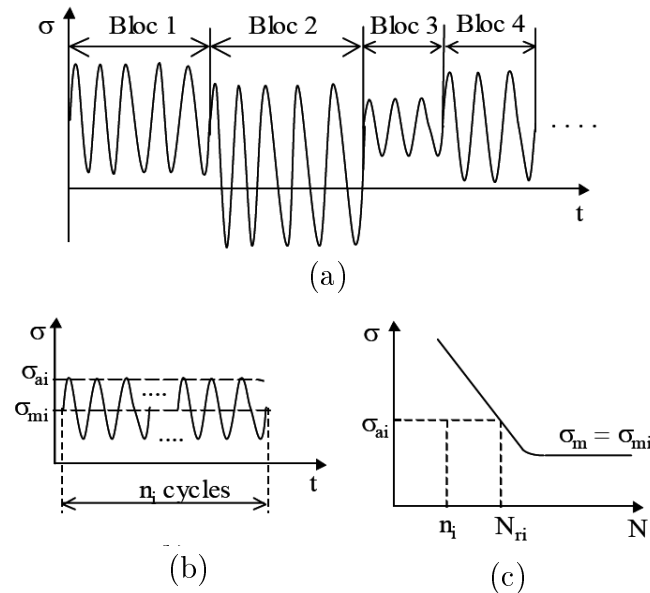 σ
Bloc 1
Bloc 2
Bloc 3
Bloc 4
. . . .
t
(a)
σ
σai
σmi
....
....
t
ni cycles
(b)
σ
σai
σm = σmi
ni
Nri
N
(c)